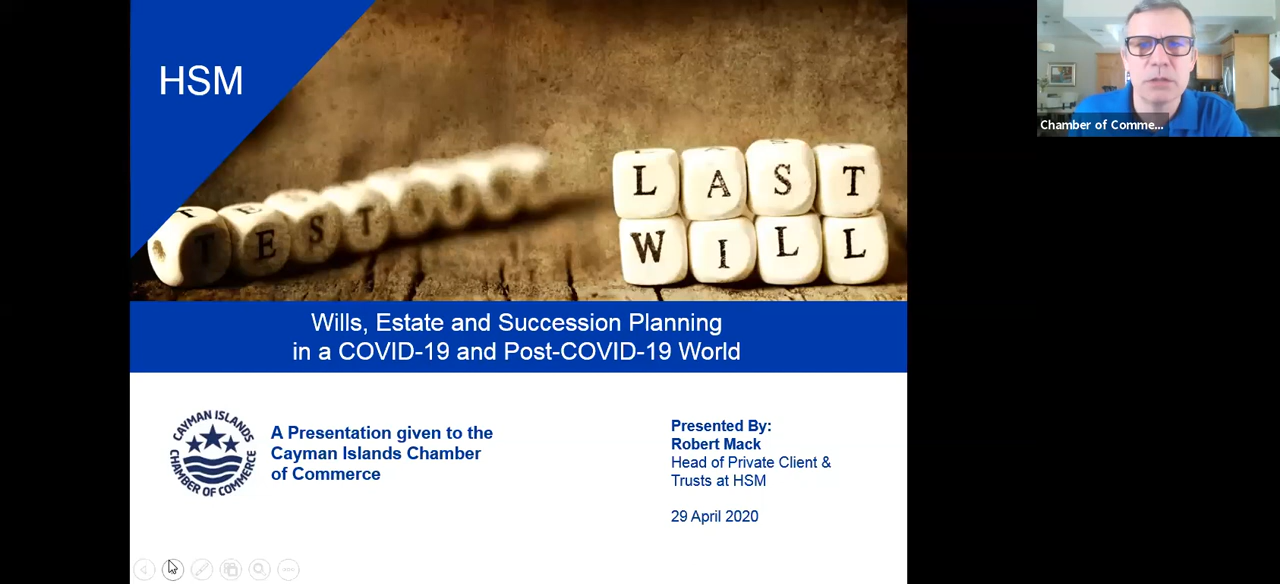 HSM
TEST
LAST
WILL
Wills, Estate and Succession Planning
in a COVID-19 and Post-COVID-19 World
CAYMAN ISLANDS
CHAMBER OF COMMERCE
A Presentation given to the
Cayman Islands Chamber
of Commerce
Presented By:
Robert Mack
Head of Private Client &
Trusts at HSM
29 April 2020
Chamber of Comme...